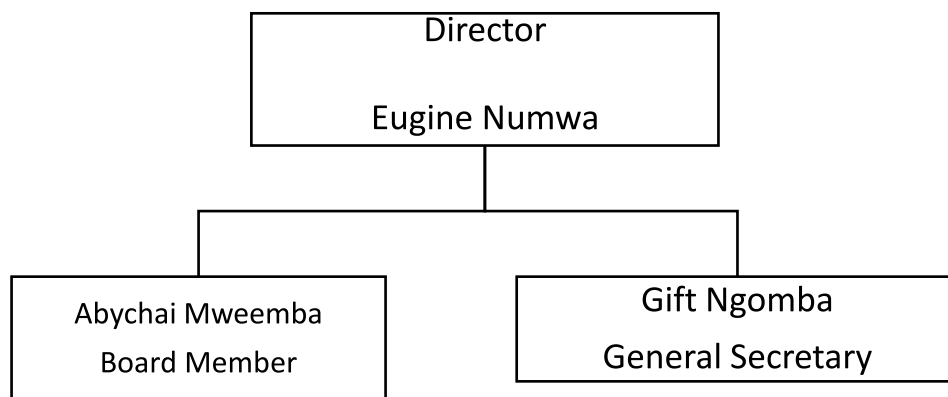 Director
Eugine Numwa
Abychai Mweemba
Board Member
Gift Ngomba
General Secretary